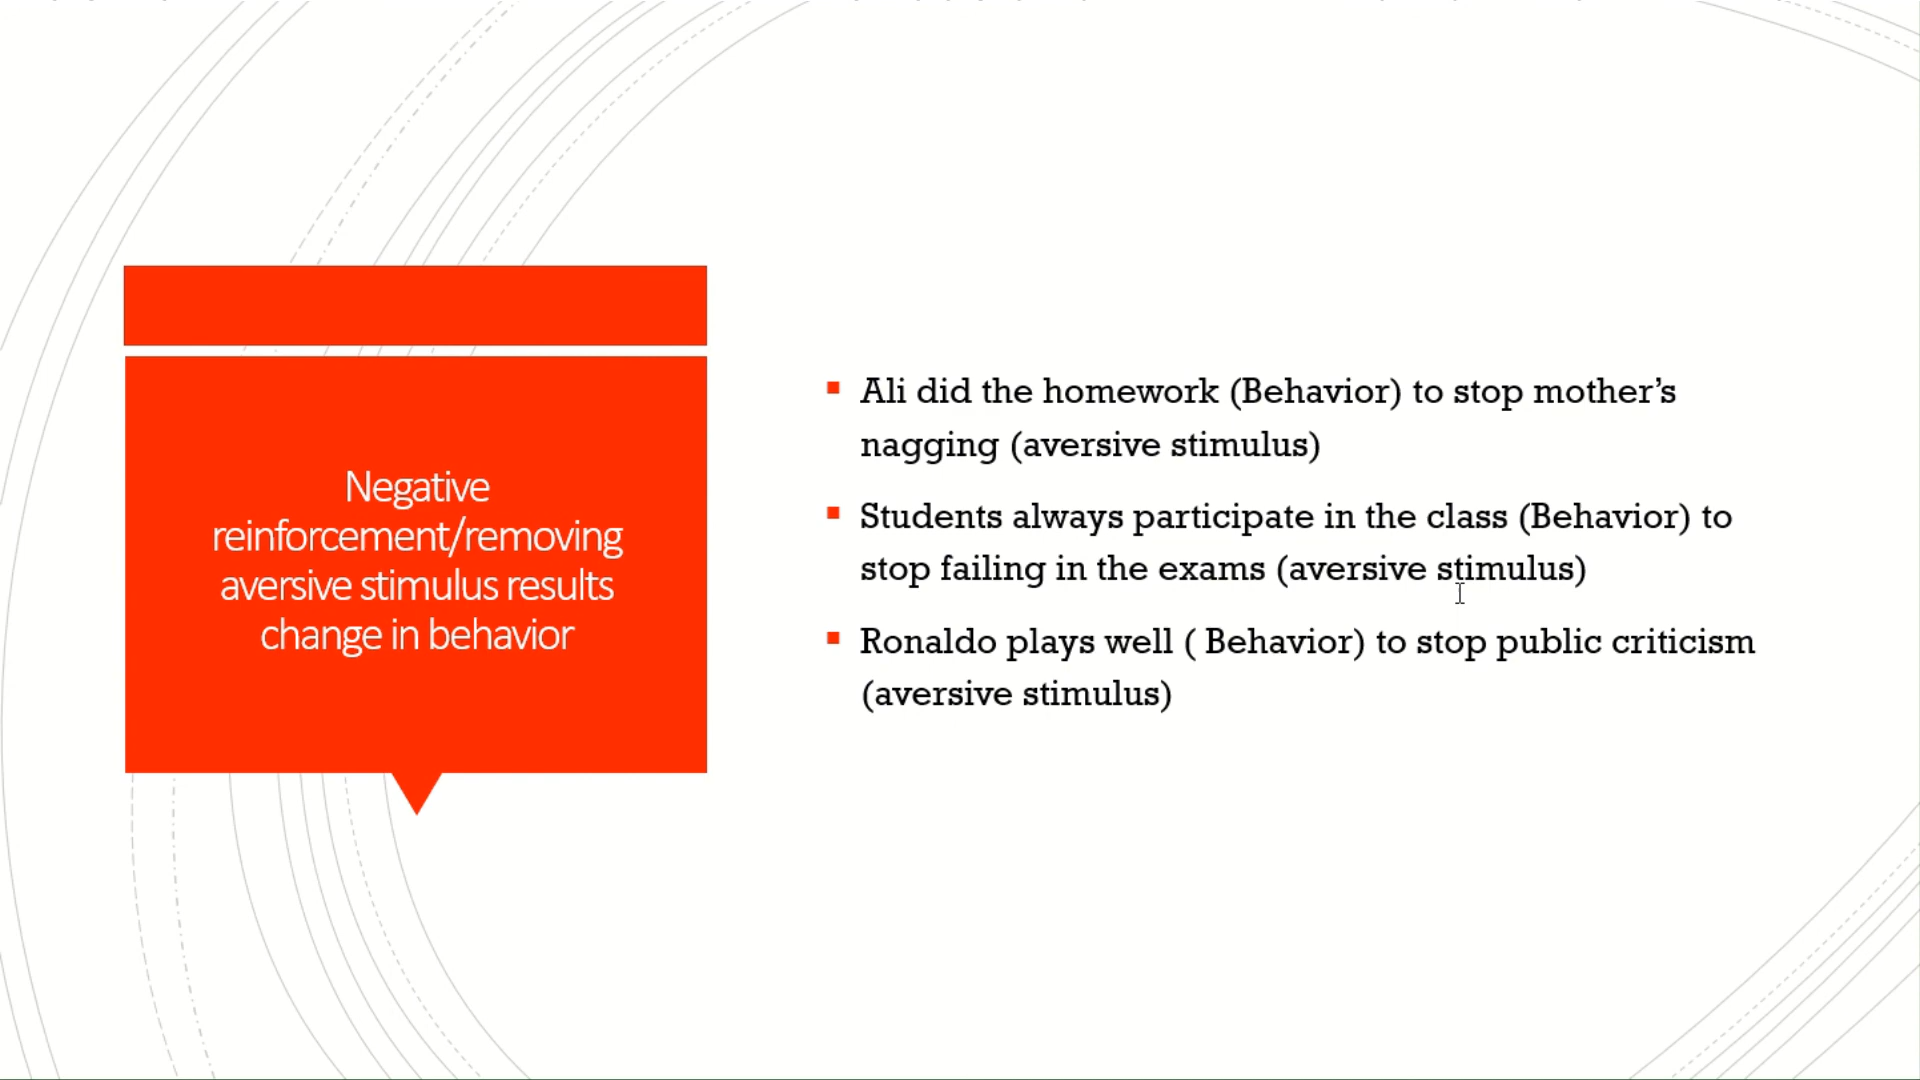 Negative
reinforcement/removing
aversive stimulus results
change in behavior
Ali did the homework (Behavior) to stop mother’s
nagging (aversive stimulus)
Students always participate in the class (Behavior) to
stop failing in the exams (aversive stimulus)
Ronaldo plays well ( Behavior) to stop public criticism
(aversive stimulus)